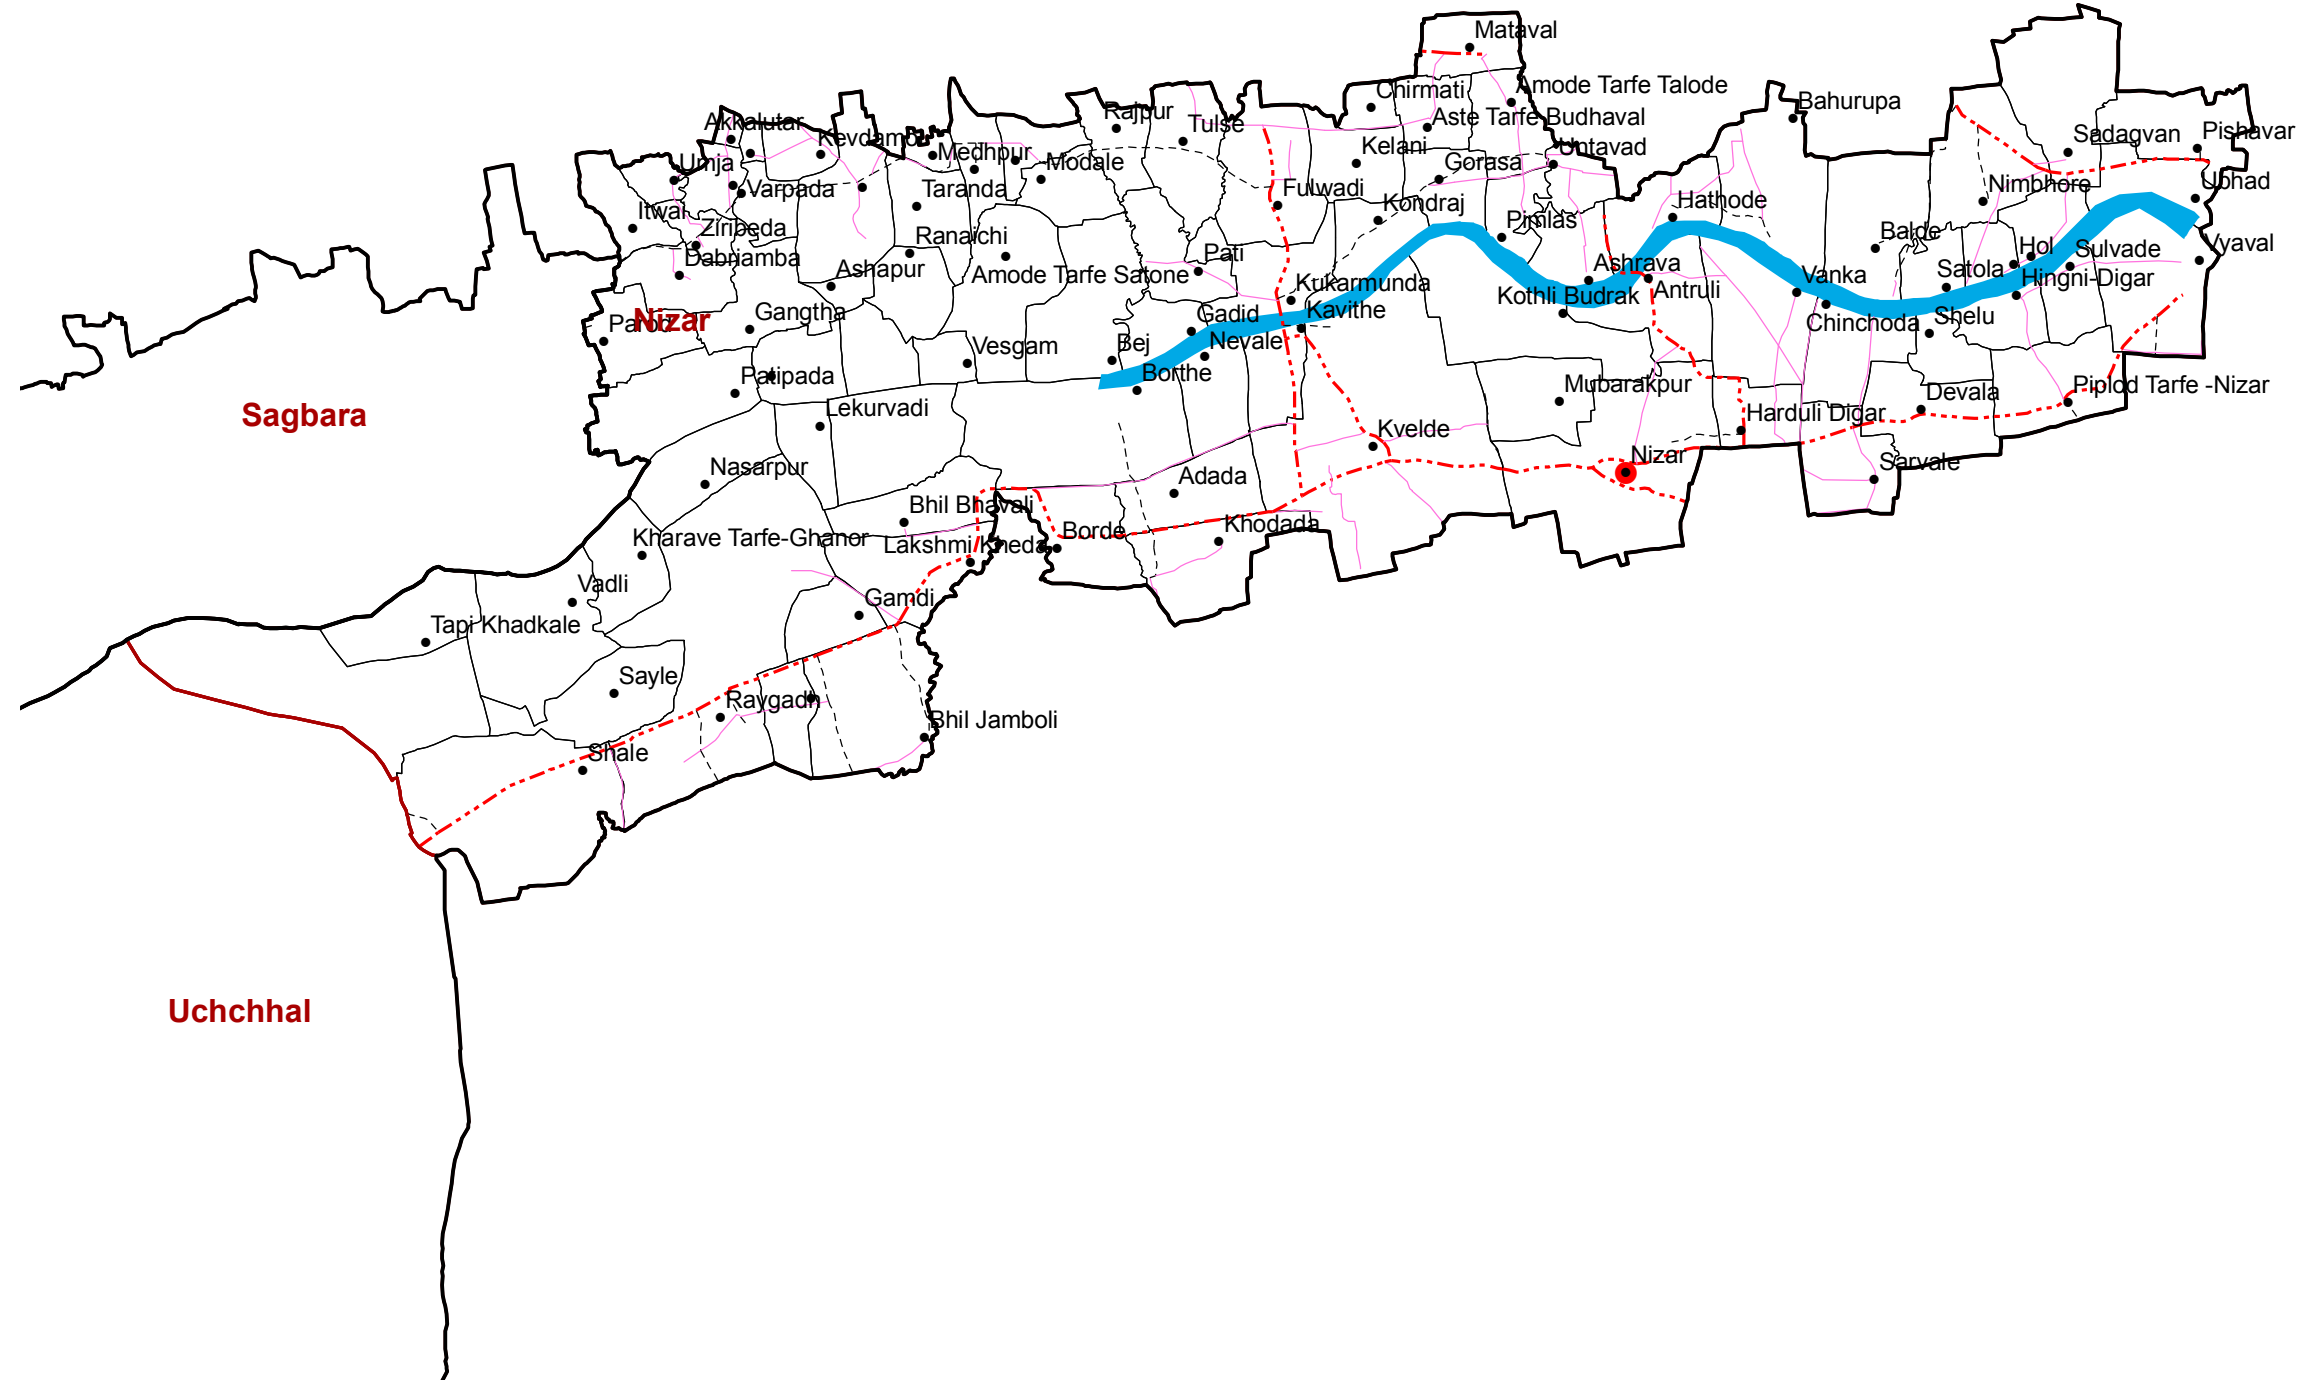 Mataval
Chirmati
Amode Tarfe Talode
Bahurupa
Rajpur
Tulse
Aste Tarfe Budhaval
Akkalutar
Kevdamo
Sadagvan
Pishavar
Umja
Medhpur
Modale
Kelani
Gorasa
Untavad
Varpada
Taranda
Fulwadi
Nimbhore
Ubhad
Itwai
Kondraj
Hathode
Ziribeda
Ranaichi
Pimlas
Balde
Hol
Sulvade
Vyaval
Dabriamba
Ashapur
Amode Tarfe Satone
Pati
Ashrava
Satola
Hingni-Digar
Kukarmunda
Kothli Budrak
Antruli
Vanka
Parod
Nizar
Gangtha
Gadid
Kavithe
Chinchoda
Shelu
Vesgam
Bej
Nevale
Patipada
Borthe
Mubarakpur
Devala
Piplod Tarfe -Nizar
Sagbara
Lekurvadi
Kvelde
Harduli Digar
Nizar
Sarvale
Nasarpur
Adada
Bhil Bhavali
Kharave Tarfe-Ghanor
Lakshmi Kheda
Borde
Khodada
Vadli
Gamdi
Tapi Khadkale
Sayle
Raygadh
Bhil Jamboli
Shale
Uchchhal